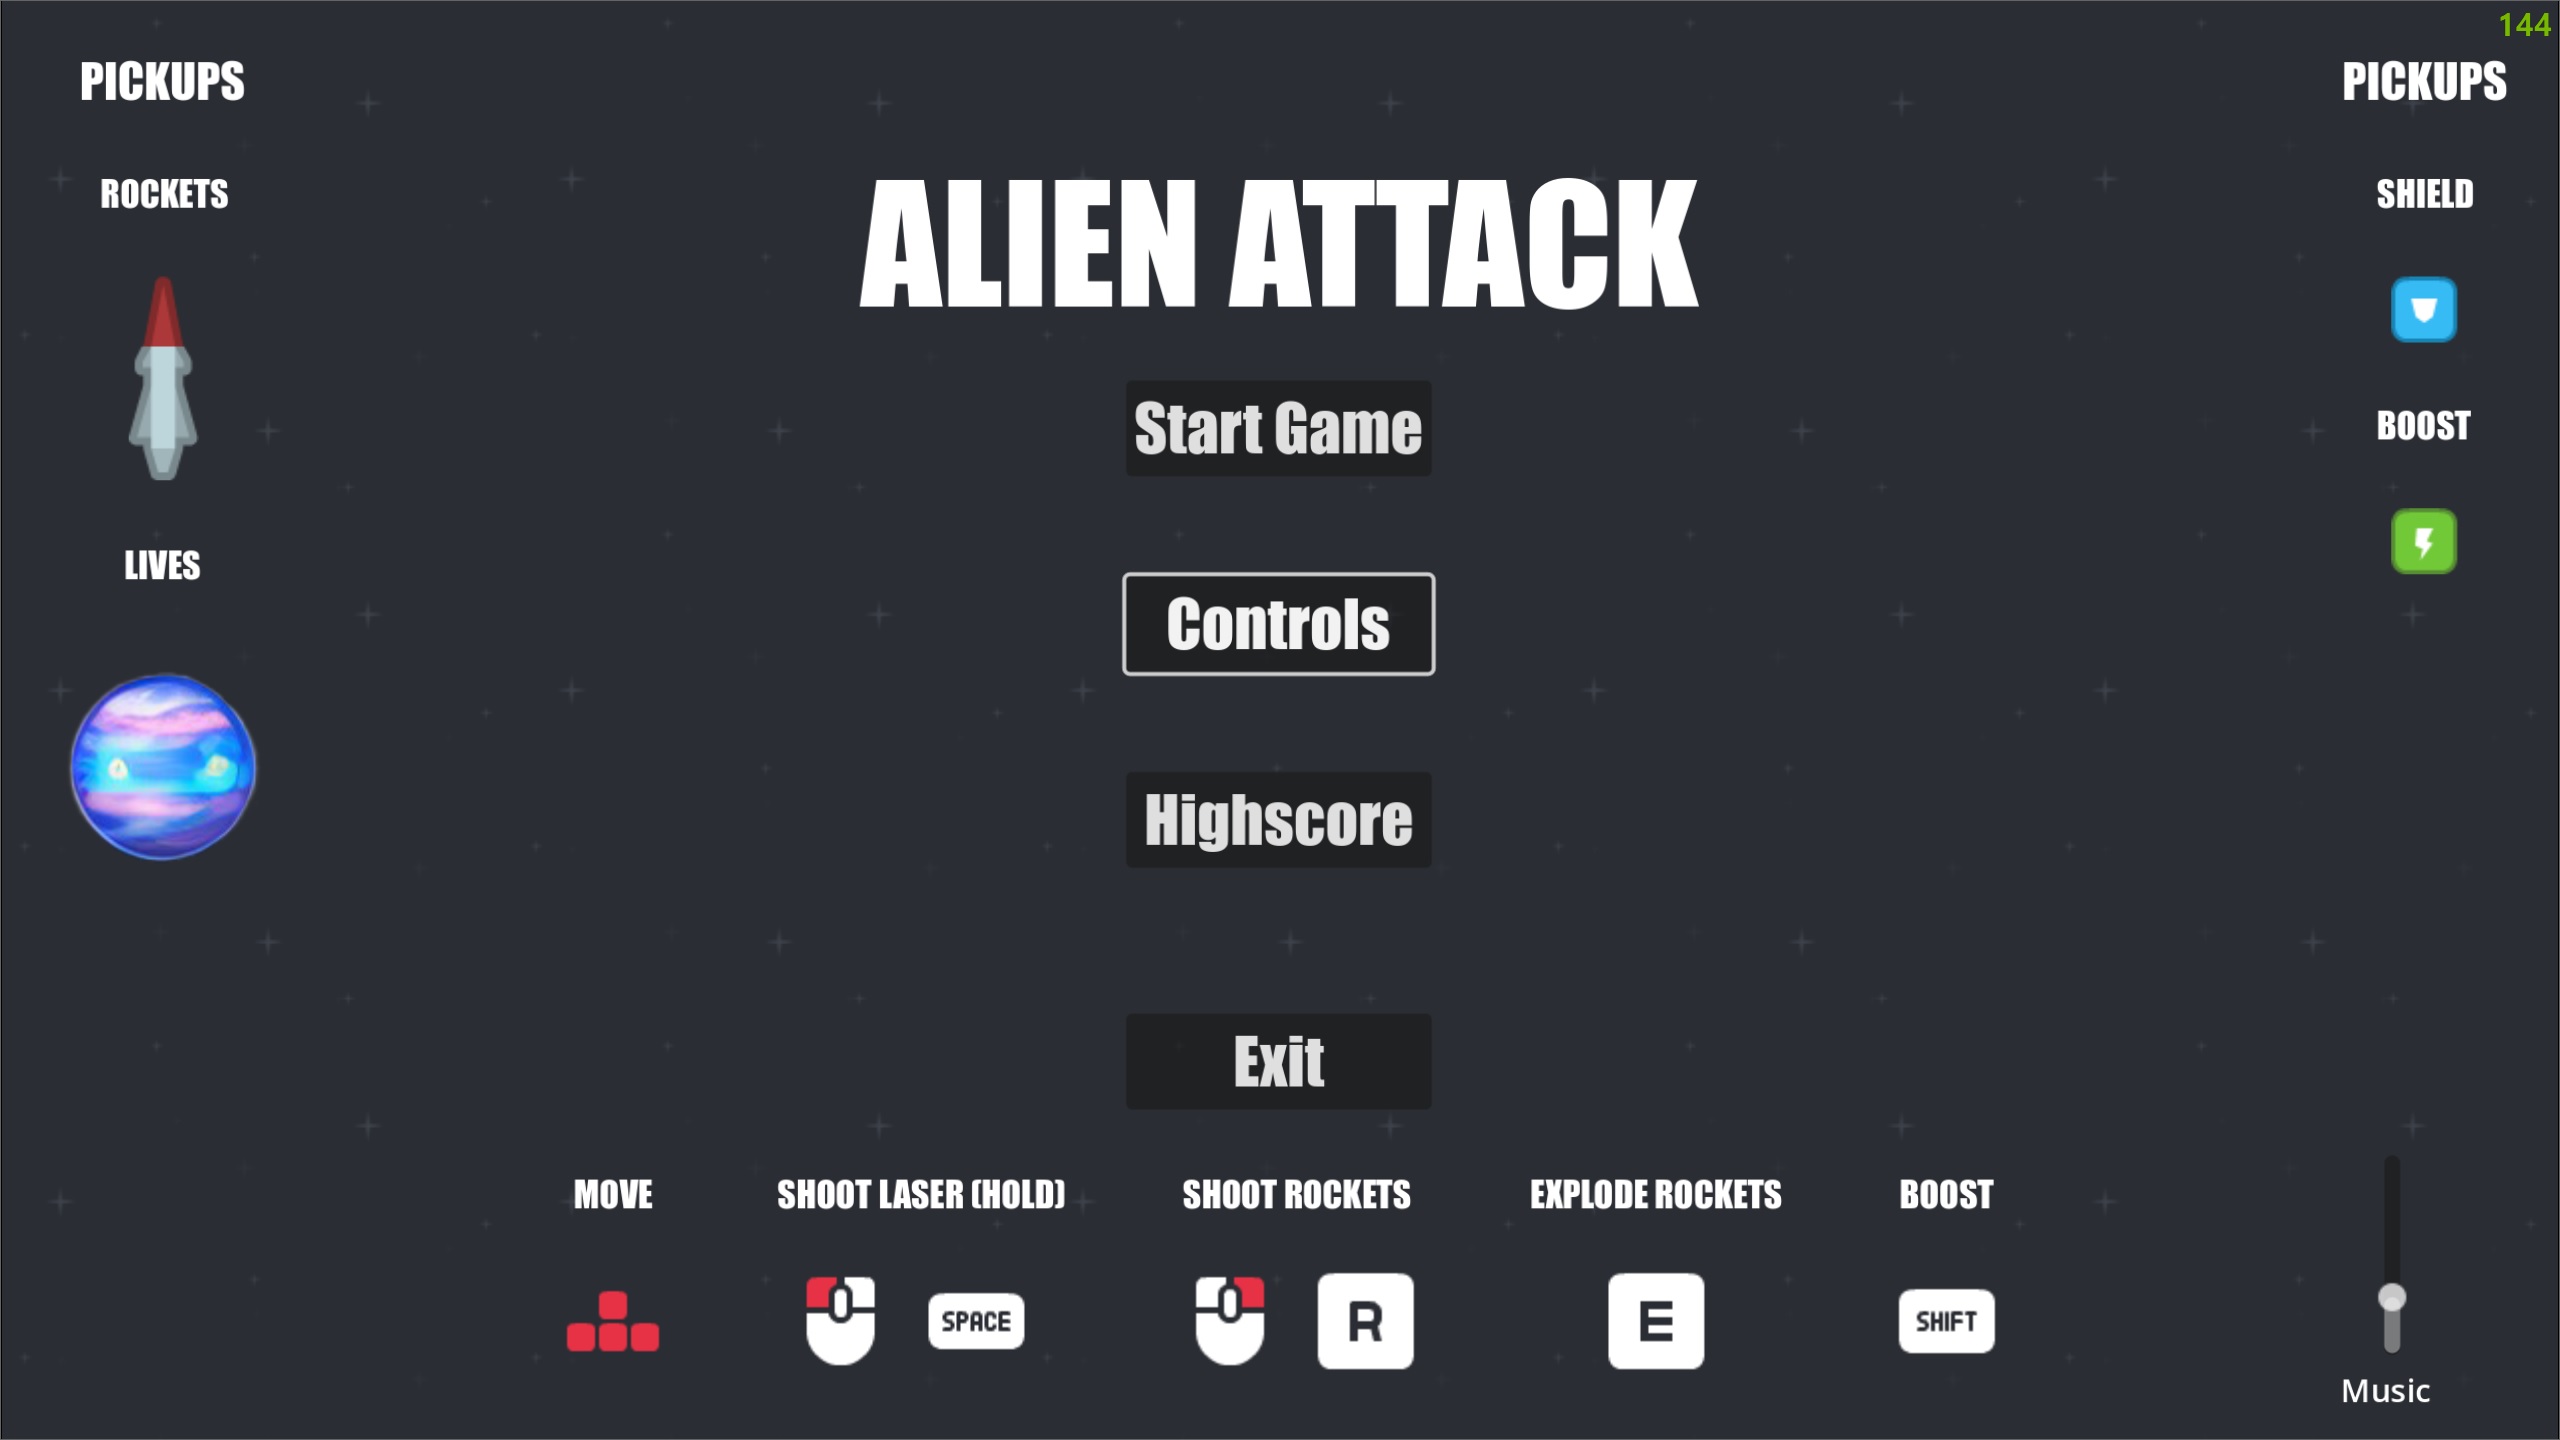 144
PICKUPS
PICKUPS
ROCKETS
SHIELD
ALIEN ATTACK
Start Game
BOOST
LIVES
Controls
Highscore
Exit
MOVE
SHOOT LASER (HOLD)
SHOOT ROCKETS
EXPLODE ROCKETS
BOOST
SPACE
R
E
SHIFT
Music